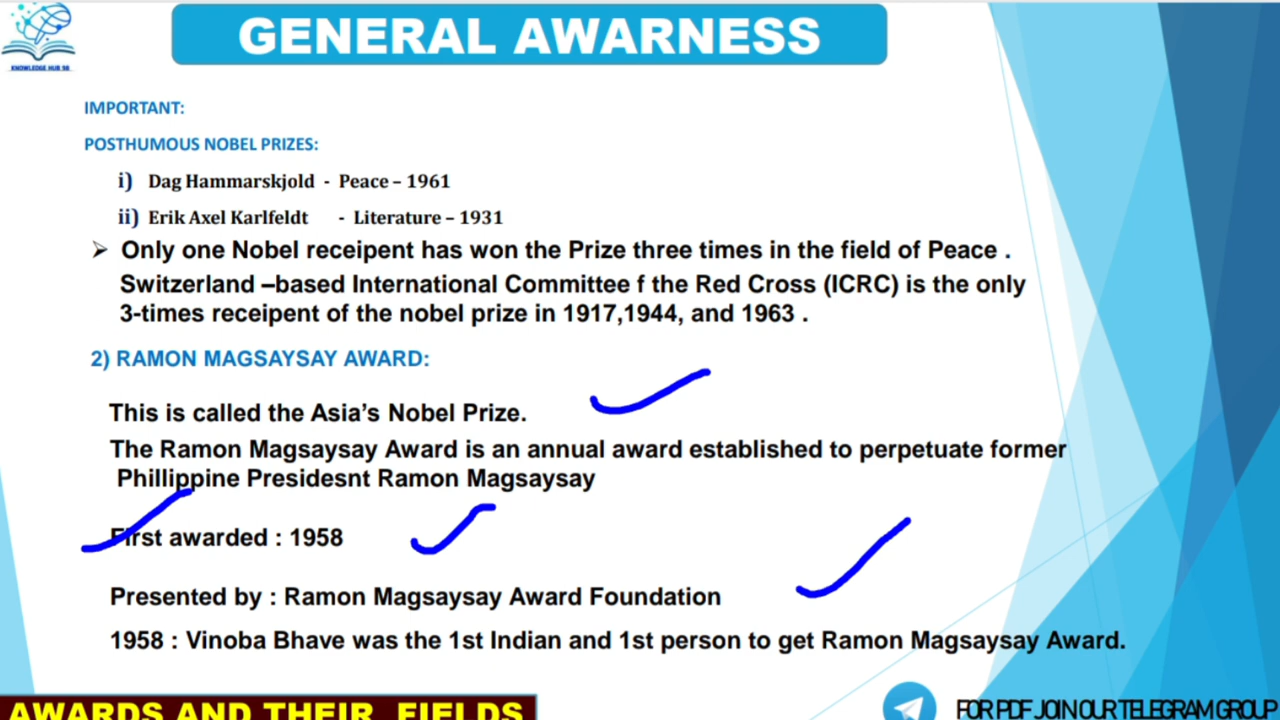 GENERAL AWARNESS
KNOWLEDGE HUB 98
IMPORTANT:
POSTHUMOUS NOBEL PRIZES:
i) Dag Hammarskjold - Peace – 1961
ii) Erik Axel Karlfeldt - Literature – 1931
➢ Only one Nobel receipent has won the Prize three times in the field of Peace .
Switzerland –based International Committee f the Red Cross (ICRC) is the only
3-times receipent of the nobel prize in 1917,1944, and 1963 .
2) RAMON MAGSAYSAY AWARD:
This is called the Asia’s Nobel Prize.
The Ramon Magsaysay Award is an annual award established to perpetuate former
Phillippine Presidesnt Ramon Magsaysay
First awarded : 1958
Presented by : Ramon Magsaysay Award Foundation
1958 : Vinoba Bhave was the 1st Indian and 1st person to get Ramon Magsaysay Award.
AWARDS AND THEIR FIELDS
FOR PDF JOIN OUR TELEGRAM GROUP